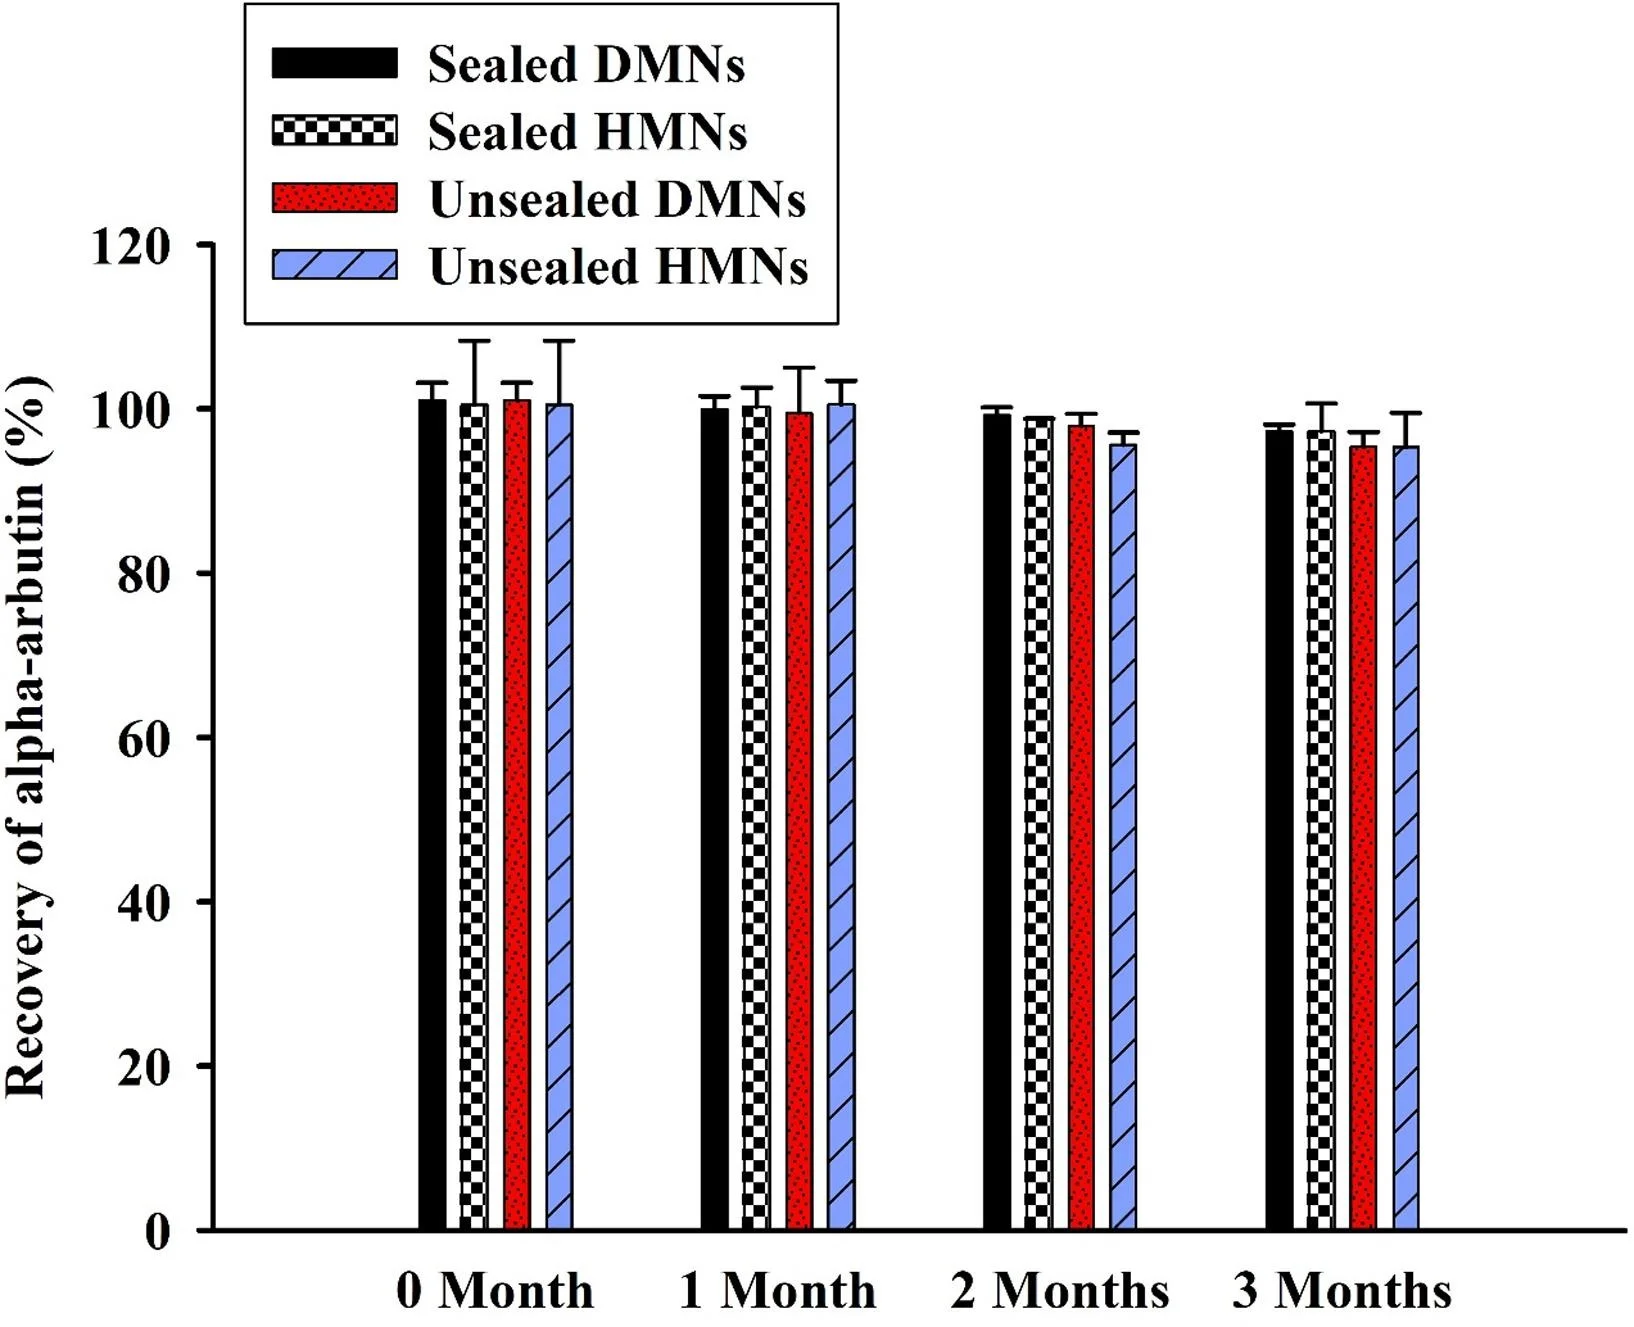 Sealed DMNs
Sealed HMNs
Unsealed DMNs
Unsealed HMNs
Recovery of alpha-arbutin (%)
120
100
80
60
40
20
0
0 Month
1 Month
2 Months
3 Months